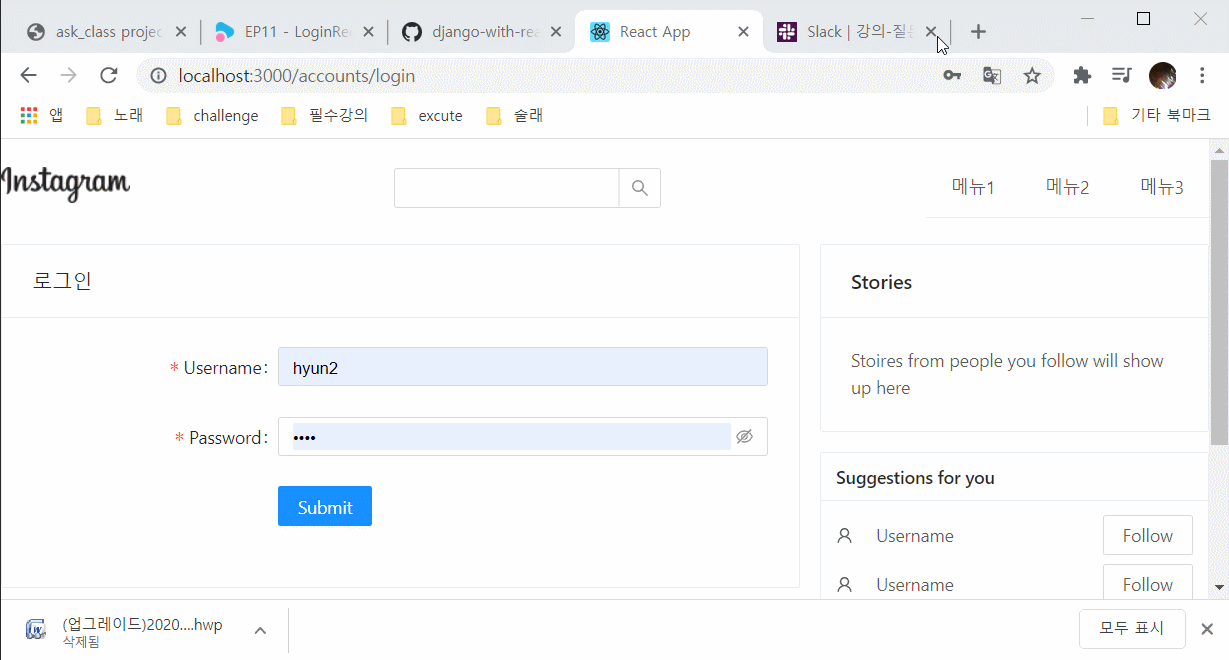 ask_class projec
EP11 - LoginRe
django-with-rea
React App
Slack | 강의-질문
localhost:3000/accounts/login
앱
노래
challenge
필수강의
excute
술래
기타 북마크
Instagram
메뉴1
메뉴2
메뉴3
로그인
* Username:
hyun2
* Password:
••••
Submit
Stories
Stoires from people you follow will show
up here
Suggestions for you
Username
Follow
Username
Follow
(업그레이드)2020....hwp
삭제됨
모두 표시